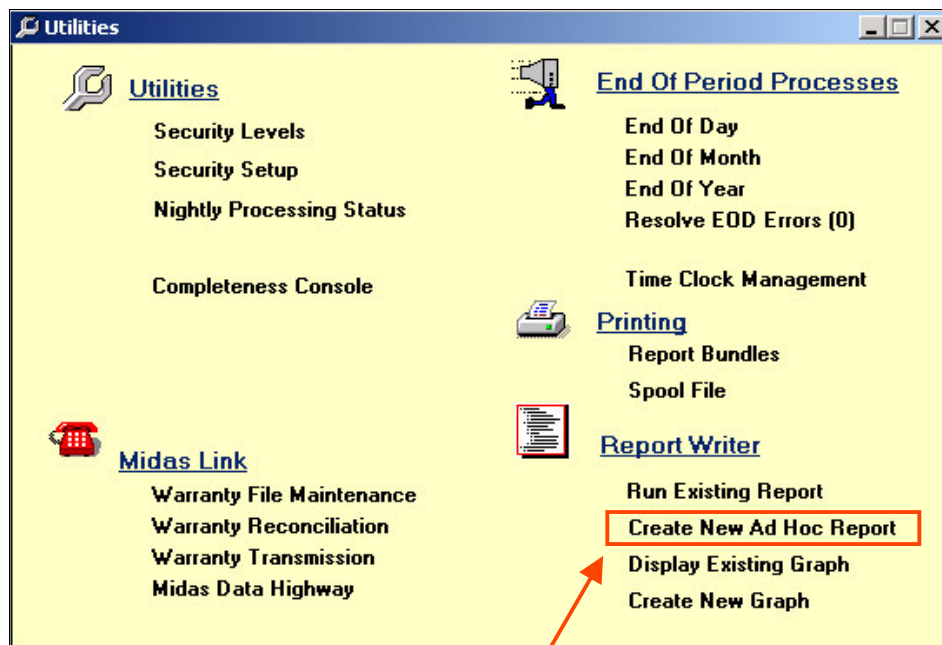 Utilities
Utilities
Security Levels
Security Setup
Nightly Processing Status
Completeness Console
Midas Link
Warranty File Maintenance
Warranty Reconciliation
Warranty Transmission
Midas Data Highway
End Of Period Processes
End Of Day
End Of Month
End Of Year
Resolve EOD Errors (0)
Time Clock Management
Printing
Report Bundles
Spool File
Report Writer
Run Existing Report
Create New Ad Hoc Report
Display Existing Graph
Create New Graph